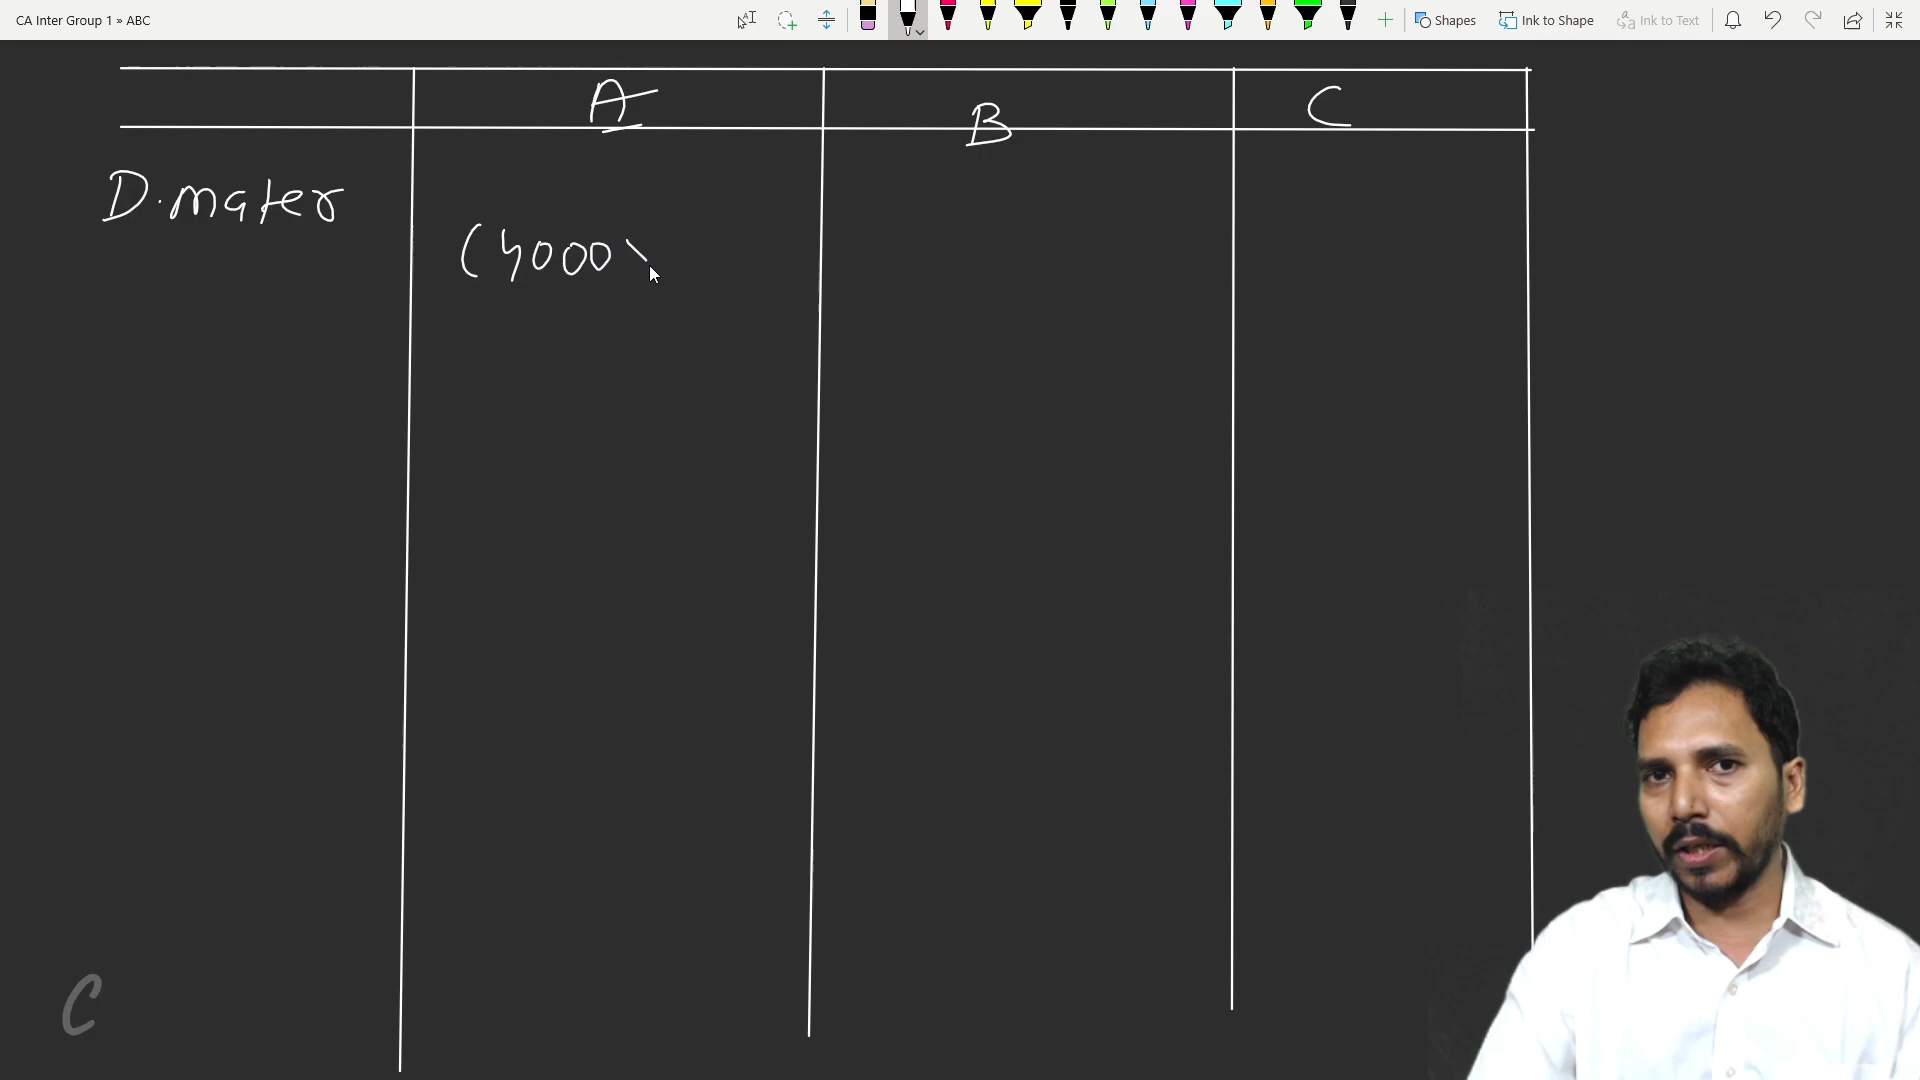 CA Inter Group 1 » ABC
Shapes
Ink to Shape
Ink to Text
A B C
D.mater
(4000 \
C